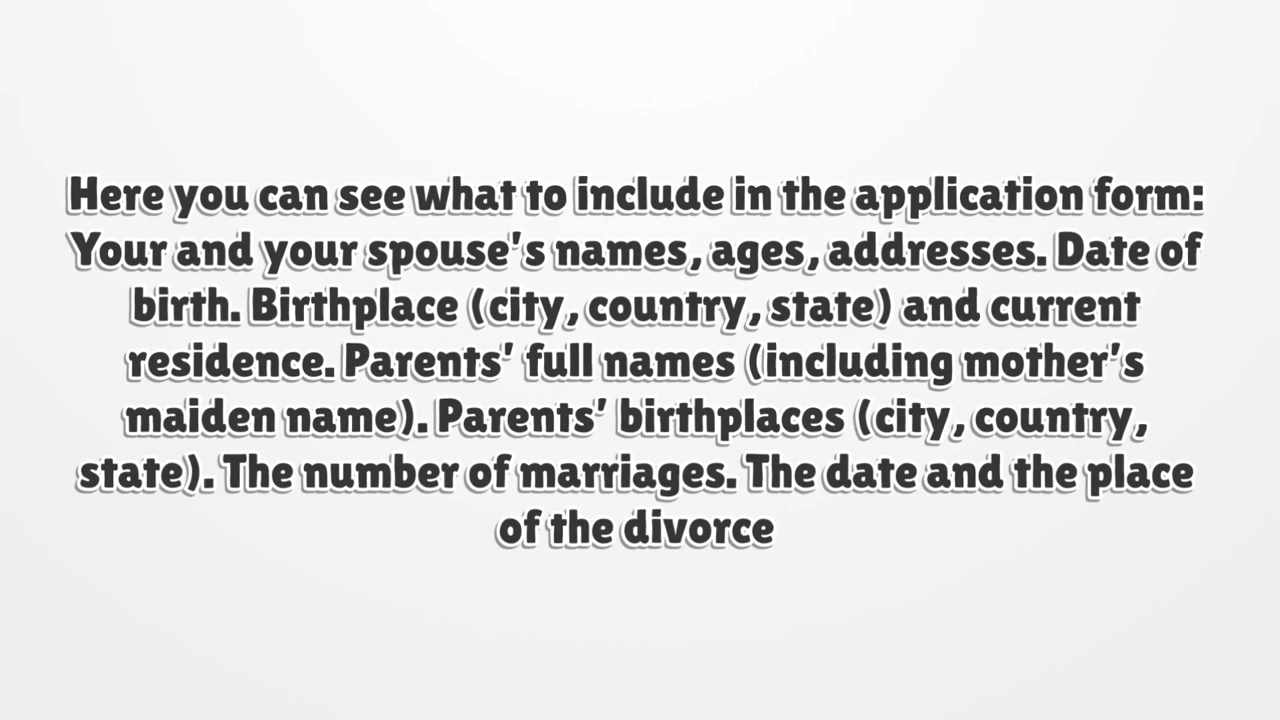 Here you can see what to include in the application form:
Your and your spouse's names, ages, addresses. Date of
birth. Birthplace (city, country, state) and current
residence. Parents' full names (including mother's
maiden name). Parents' birthplaces (city, country,
state). The number of marriages. The date and the place
of the divorce